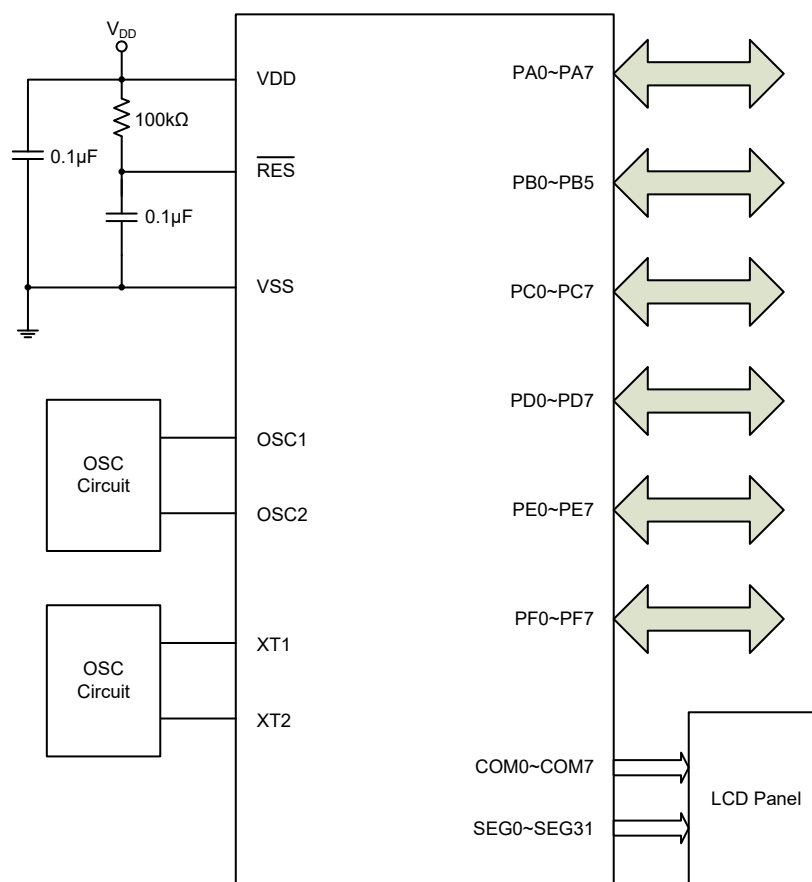 VDD
VDD
100kΩ
0.1µF
RES
0.1µF
VSS
OSC
Circuit
OSC1
OSC2
OSC
Circuit
XT1
XT2
PA0~PA7
PB0~PB5
PC0~PC7
PD0~PD7
PE0~PE7
PF0~PF7
COM0~COM7
SEG0~SEG31
LCD Panel